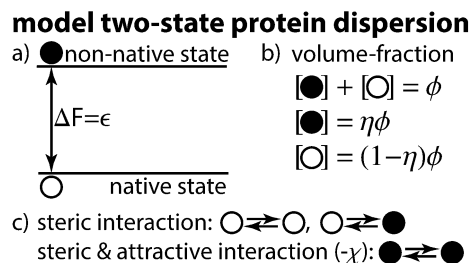 model two-state protein dispersion
a) ●non-native state
b) volume-fraction
[●] + [○] = ϕ
ΔF=ϵ
[●] = ηϕ
[○] = (1−η)ϕ
native state
c) steric interaction: ○⇌○, ○⇌●
steric & attractive interaction (-χ): ●⇌●